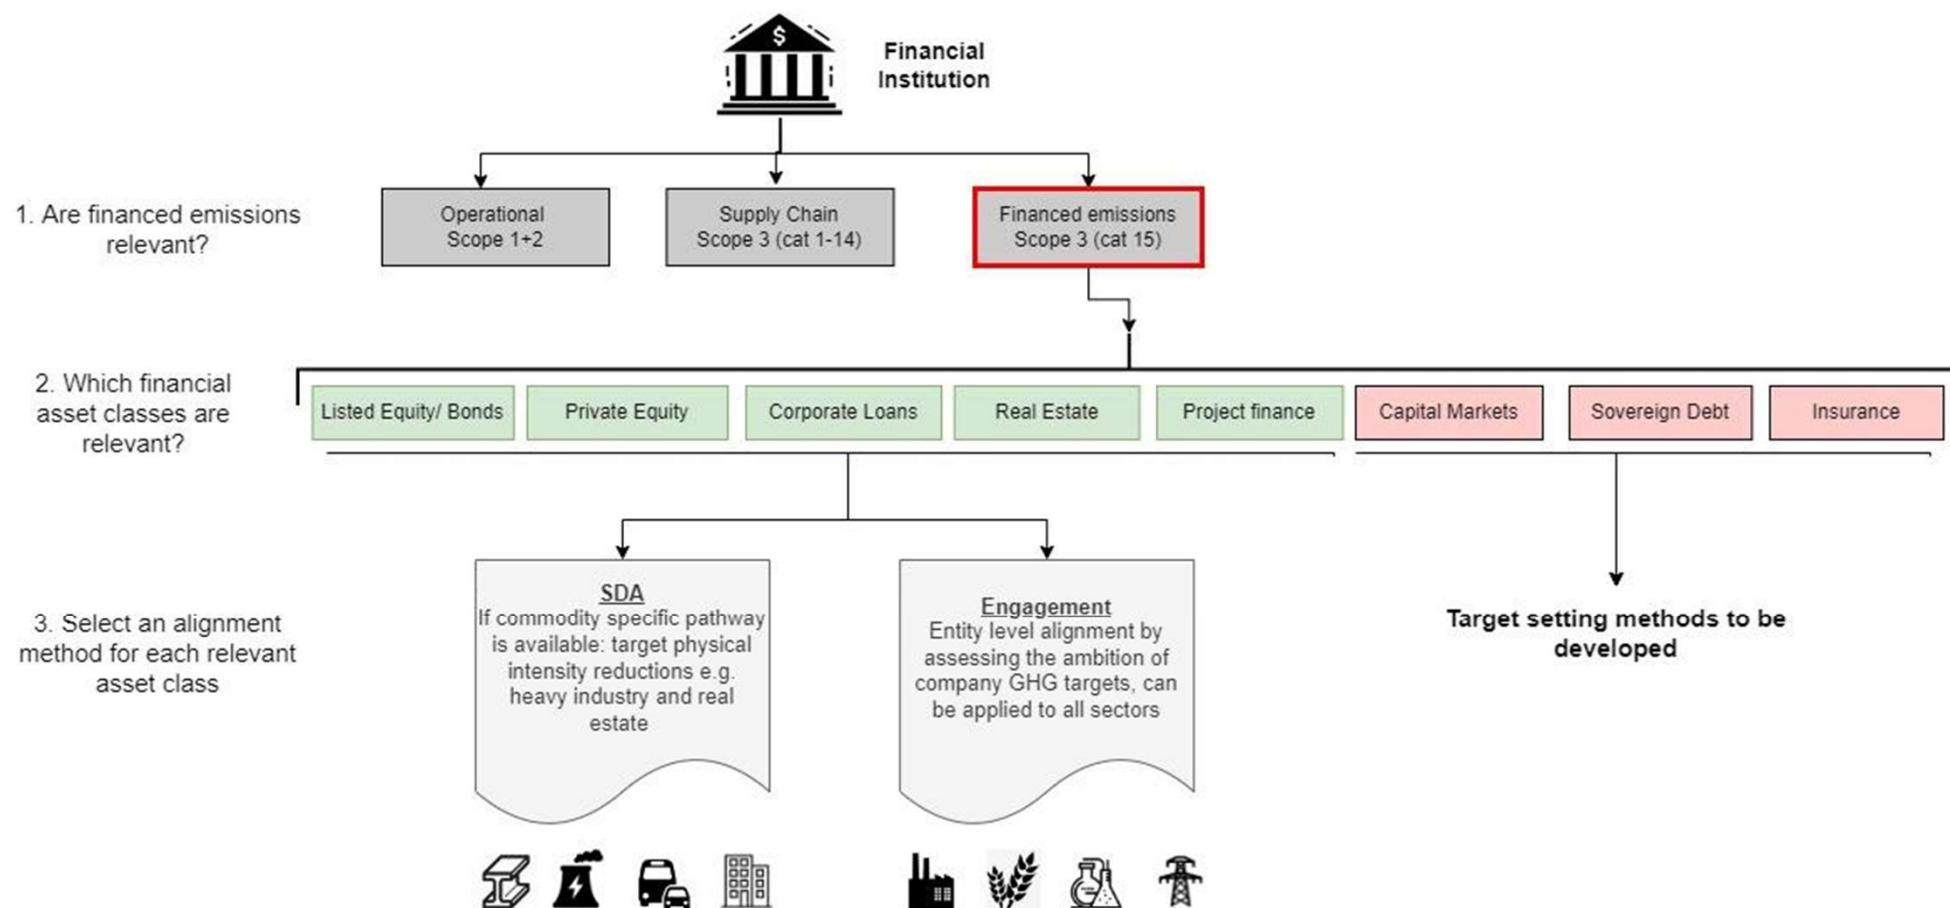 $
Financial
Institution
1. Are financed emissions
relevant?
Operational
Scope 1+2
Supply Chain
Scope 3 (cat 1-14)
Financed emissions
Scope 3 (cat 15)
2. Which financial
asset classes are
relevant?
Listed Equity/ Bonds
Private Equity
Corporate Loans
Real Estate
Project finance
Capital Markets
Sovereign Debt
Insurance
3. Select an alignment
method for each relevant
asset class
SDA
If commodity specific pathway
is available: target physical
intensity reductions e.g.
heavy industry and real
estate
Engagement
Entity level alignment by
assessing the ambition of
company GHG targets, can
be applied to all sectors
Target setting methods to be
developed